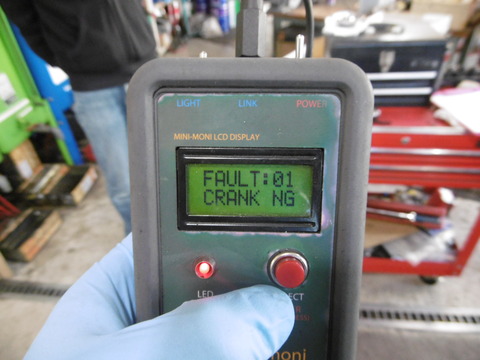 LIGHT LINK POWER
MINI-MONI LCD DISPLAY
FAULT:01
CRANK NG
LED
moni